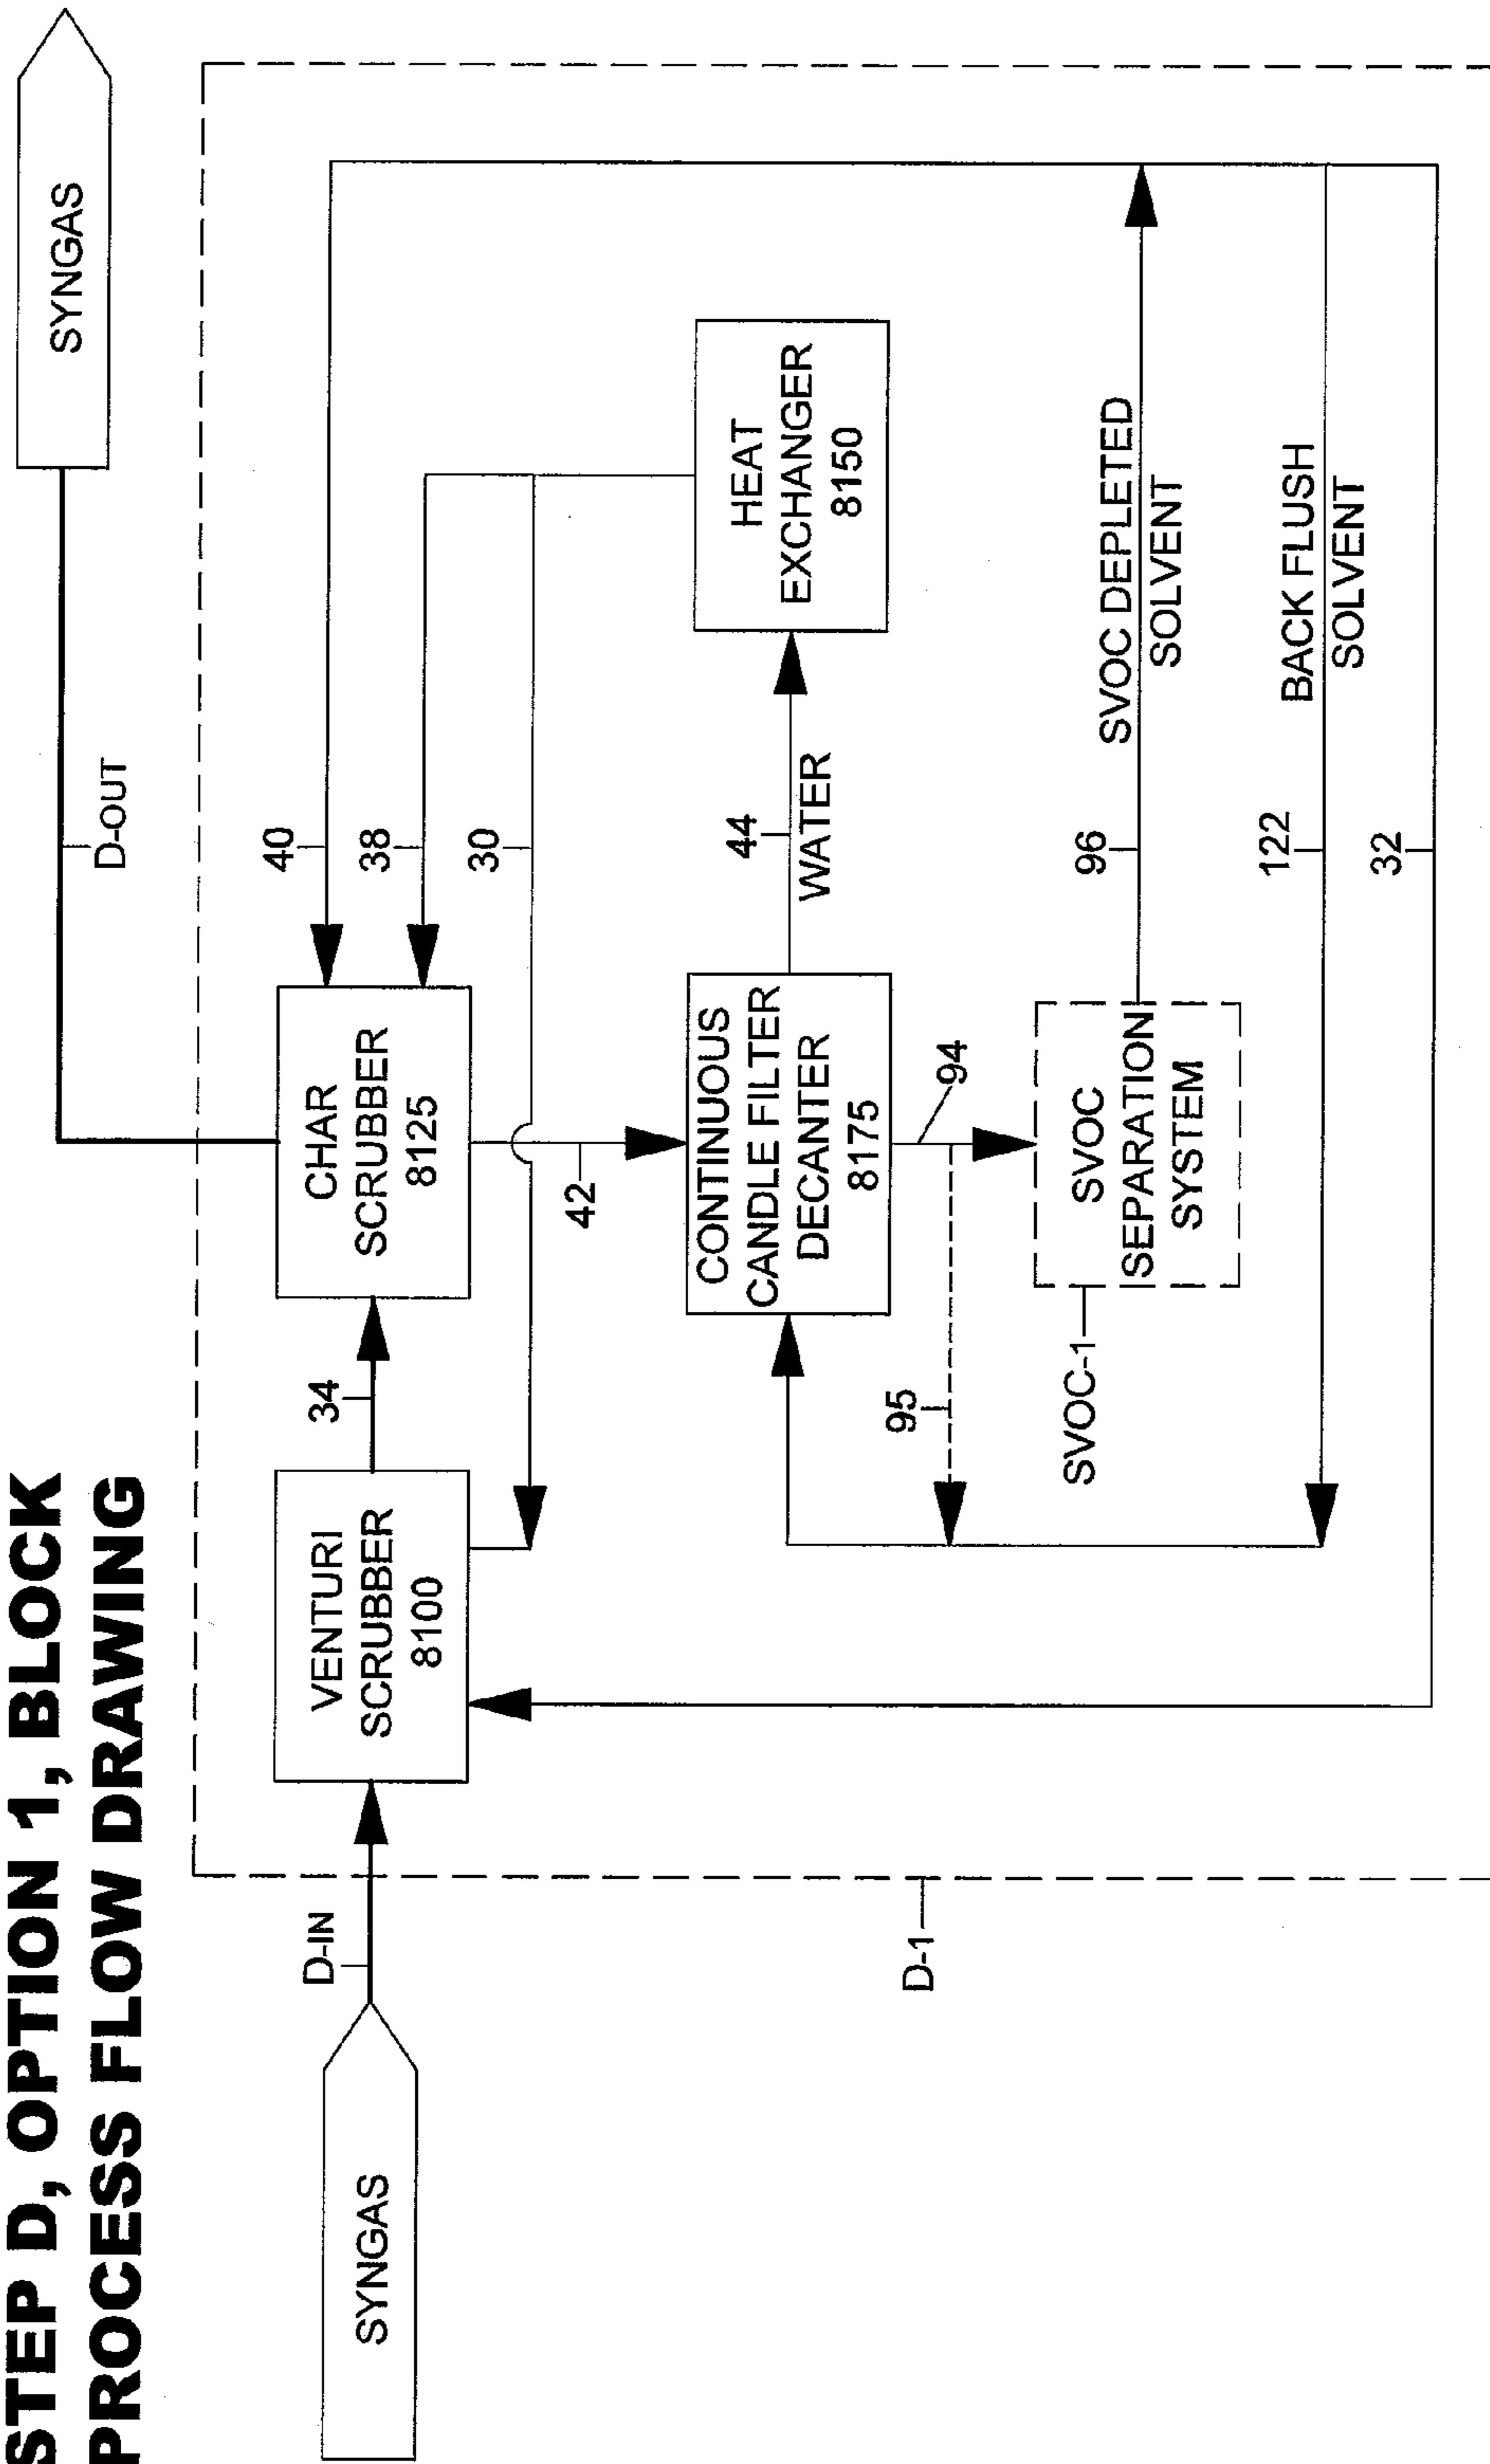 STEP D, OPTION 1, BLOCK
PROCESS FLOW DRAWING
SYNGAS
D-OUT
SYNGAS
D-IN
VENTURI
SCRUBBER
8100
34
CHAR
SCRUBBER
8125
40
38
30
42
CONTINUOUS
CANDLE FILTER
DECANTER
8175
44
WATER
HEAT
EXCHANGER
8150
94
95
SVOC-1
SVOC
SEPARATION
SYSTEM
96
SVOC DEPLETED
SOLVENT
122
BACK FLUSH
SOLVENT
32
D-1